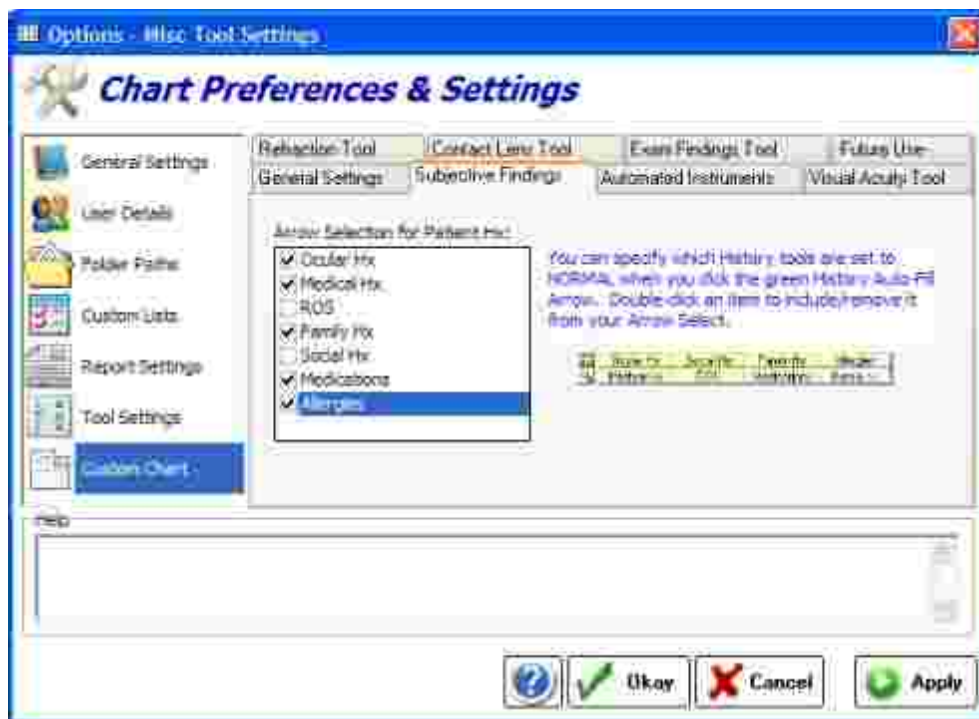 Options - Misc Tool Settings
Chart Preferences & Settings
General Settings
User Details
Folder Paths
Custom Lists
Report Settings
Tool Settings
Custom Chart
Refraction Tool Contact Lens Tool Exam Findings Tool Future Use
General Settings Subjective Findings Automated Instruments Visual Acuity Tool
Arrow Selection for Patient Hx:
Ocular Hx
Medical Hx
ROS
Family Hx
Social Hx
Medications
Allergies
You can specify which History tools are set to
NORMAL when you click the green History Auto-Fill
Arrow. Double-click an item to include/remove it
from your Arrow Select.
Help
Okay Cancel Apply